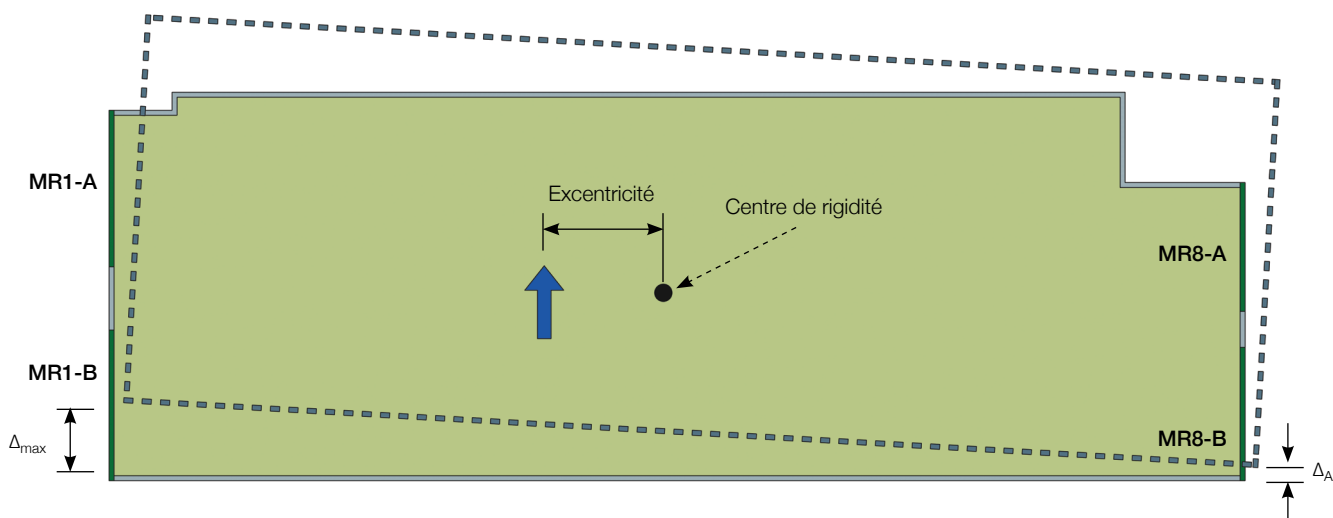 MR1-A
Excentricité
Centre de rigidité
MR8-A
MR1-B
Δmax
MR8-B
ΔA